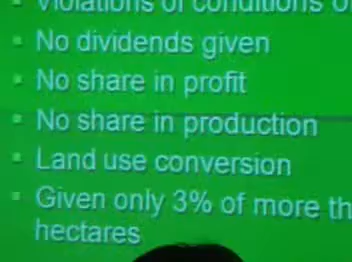 Violations of conditions
No dividends given
No share in profit
No share in production
Land use conversion
Given only 3% of more
hectares